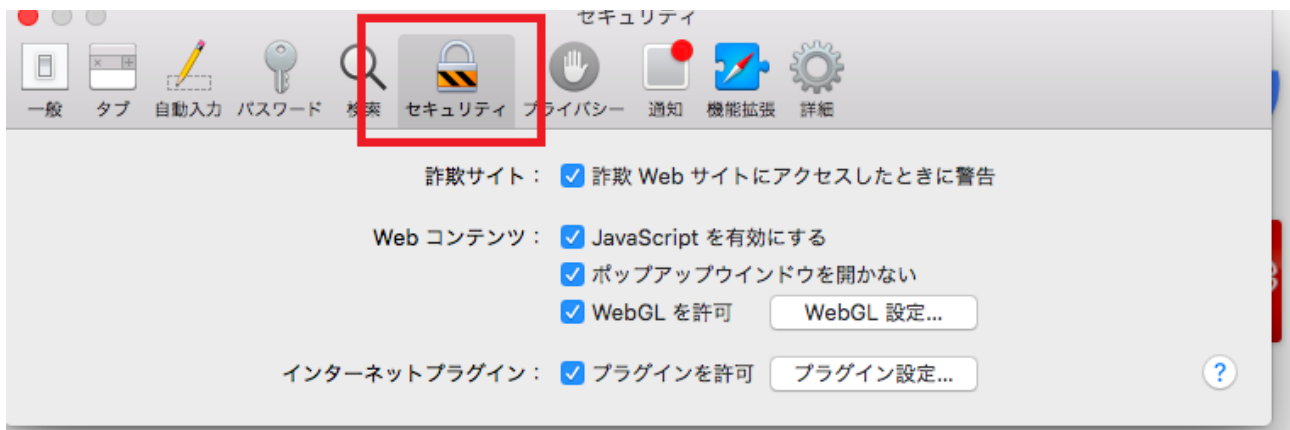 セキュリティ
一般 タブ 自動入力 パスワード 検索 セキュリティ プライバシー 通知 機能拡張 詳細
詐欺サイト： 詐欺 Web サイトにアクセスしたときに警告
Web コンテンツ： JavaScript を有効にする
ポップアップウインドウを開かない
WebGL を許可 WebGL 設定...
インターネットプラグイン： プラグインを許可 プラグイン設定... ?